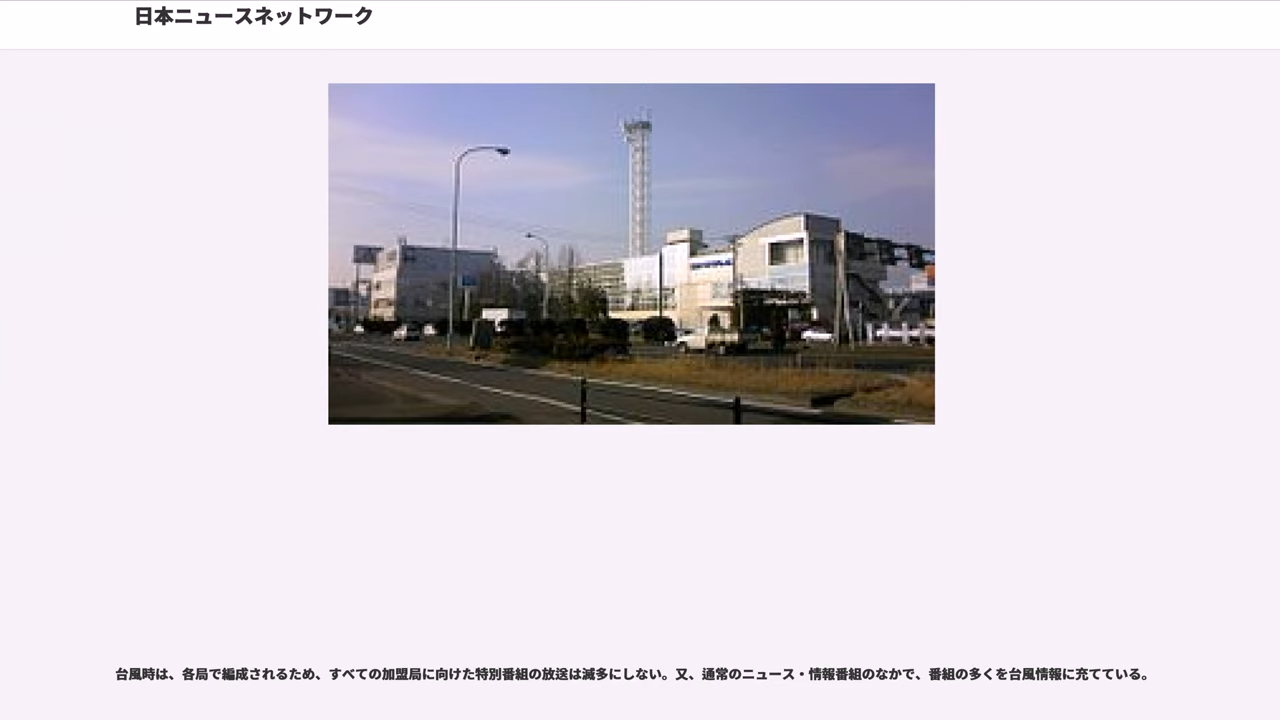 日本ニュースネットワーク
台風時は、各局で編成されるため、すべての加盟局に向けた特別番組の放送は滅多にしない。又、通常のニュース・情報番組のなかで、番組の多くを台風情報に充てている。